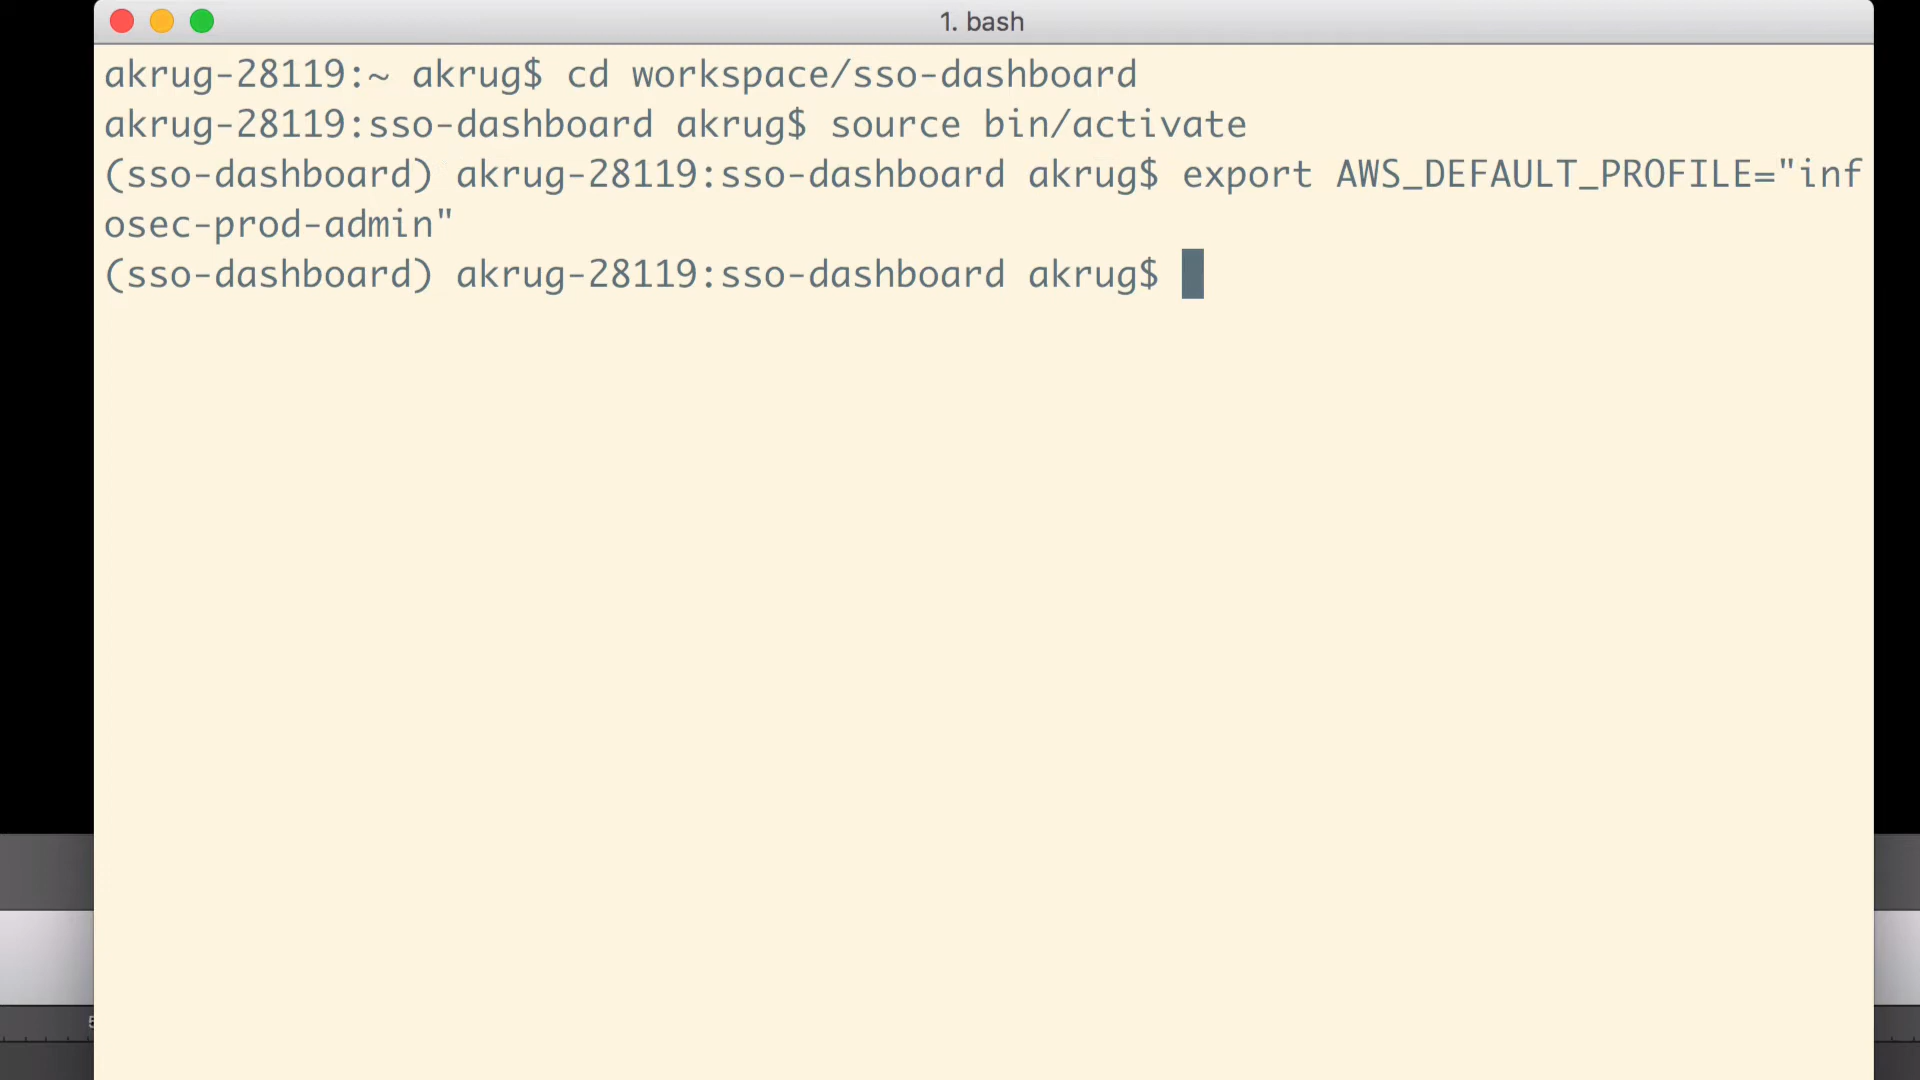 1. bash
akrug-28119:~ akrug$ cd workspace/sso-dashboard
akrug-28119:sso-dashboard akrug$ source bin/activate
(sso-dashboard) akrug-28119:sso-dashboard akrug$ export AWS_DEFAULT_PROFILE="inf
osec-prod-admin"
(sso-dashboard) akrug-28119:sso-dashboard akrug$